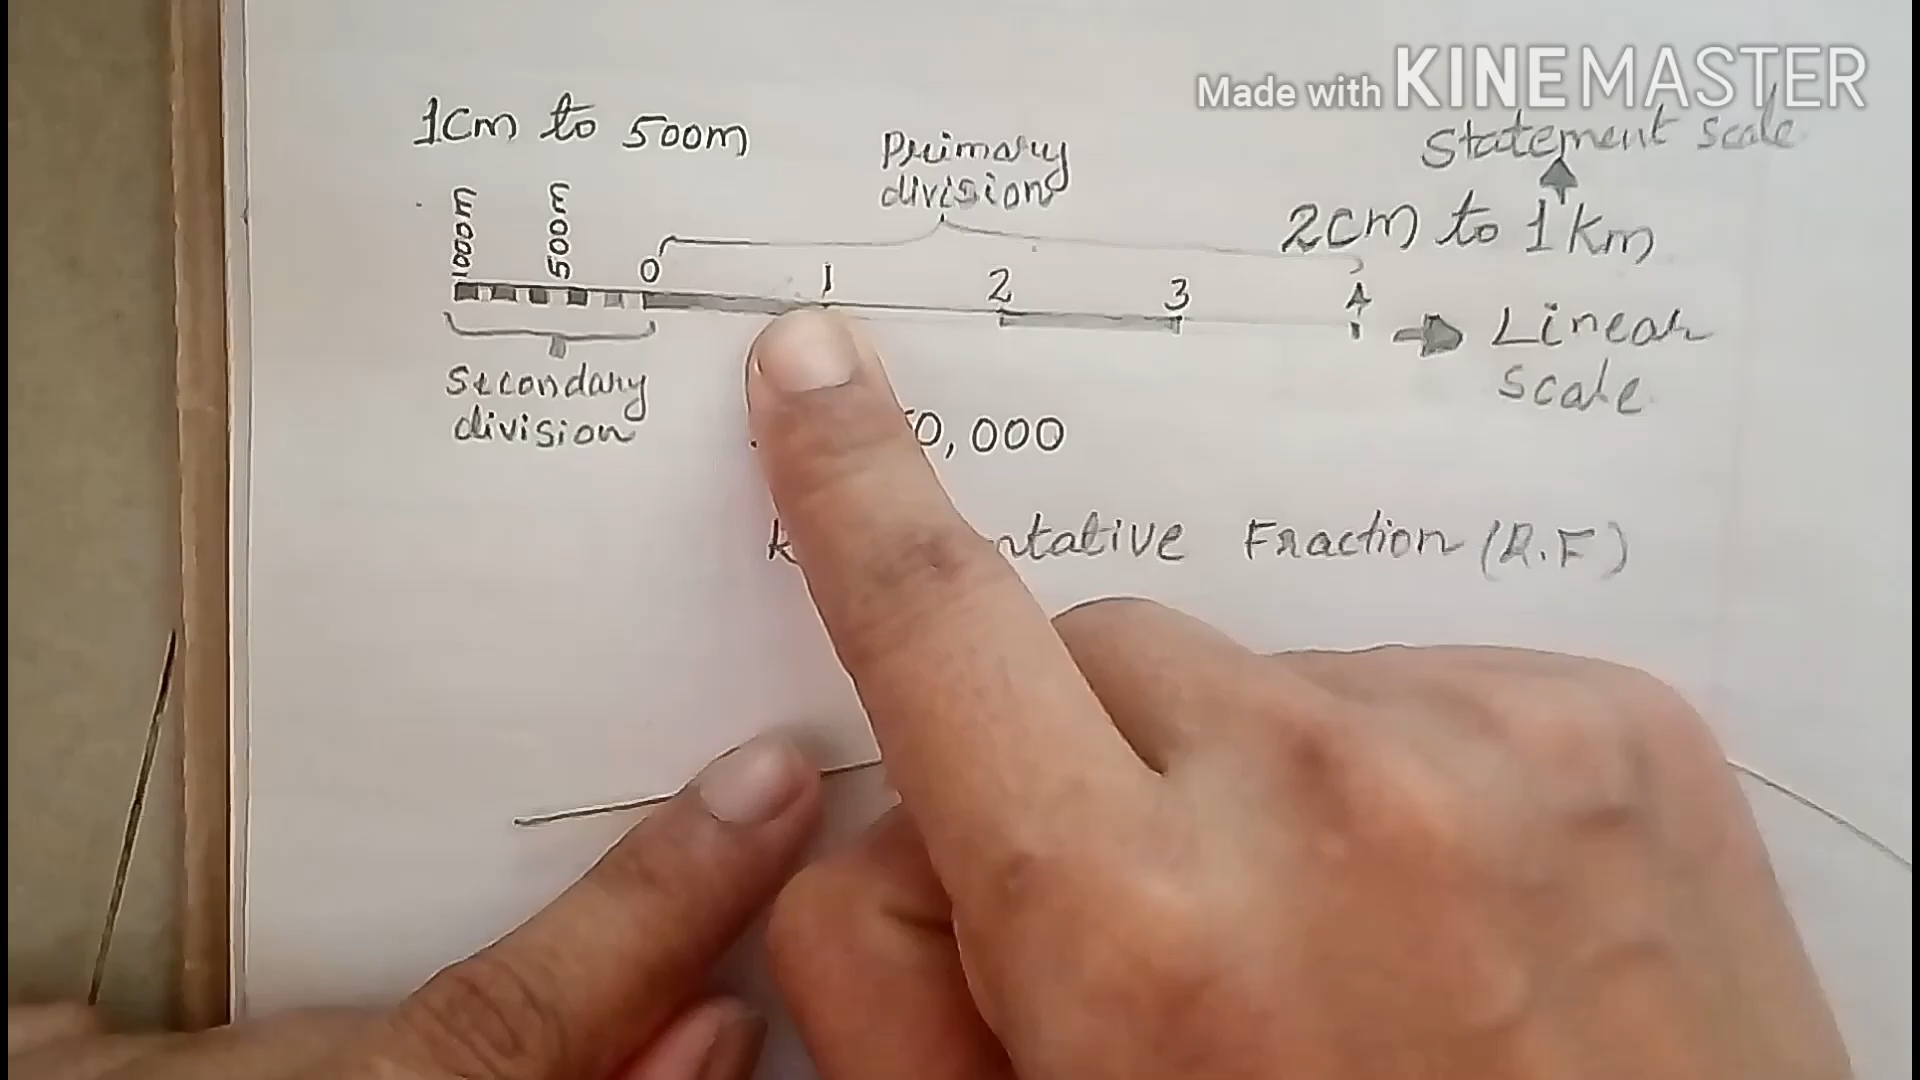 Made with KINEMASTER
1cm to 500m
Primary
division
Statement Scale
2cm to 1km
1000m 500m 0 1 2 3 4
Linear
Scale
Secondary
division
0,000
Fraction (R.F)